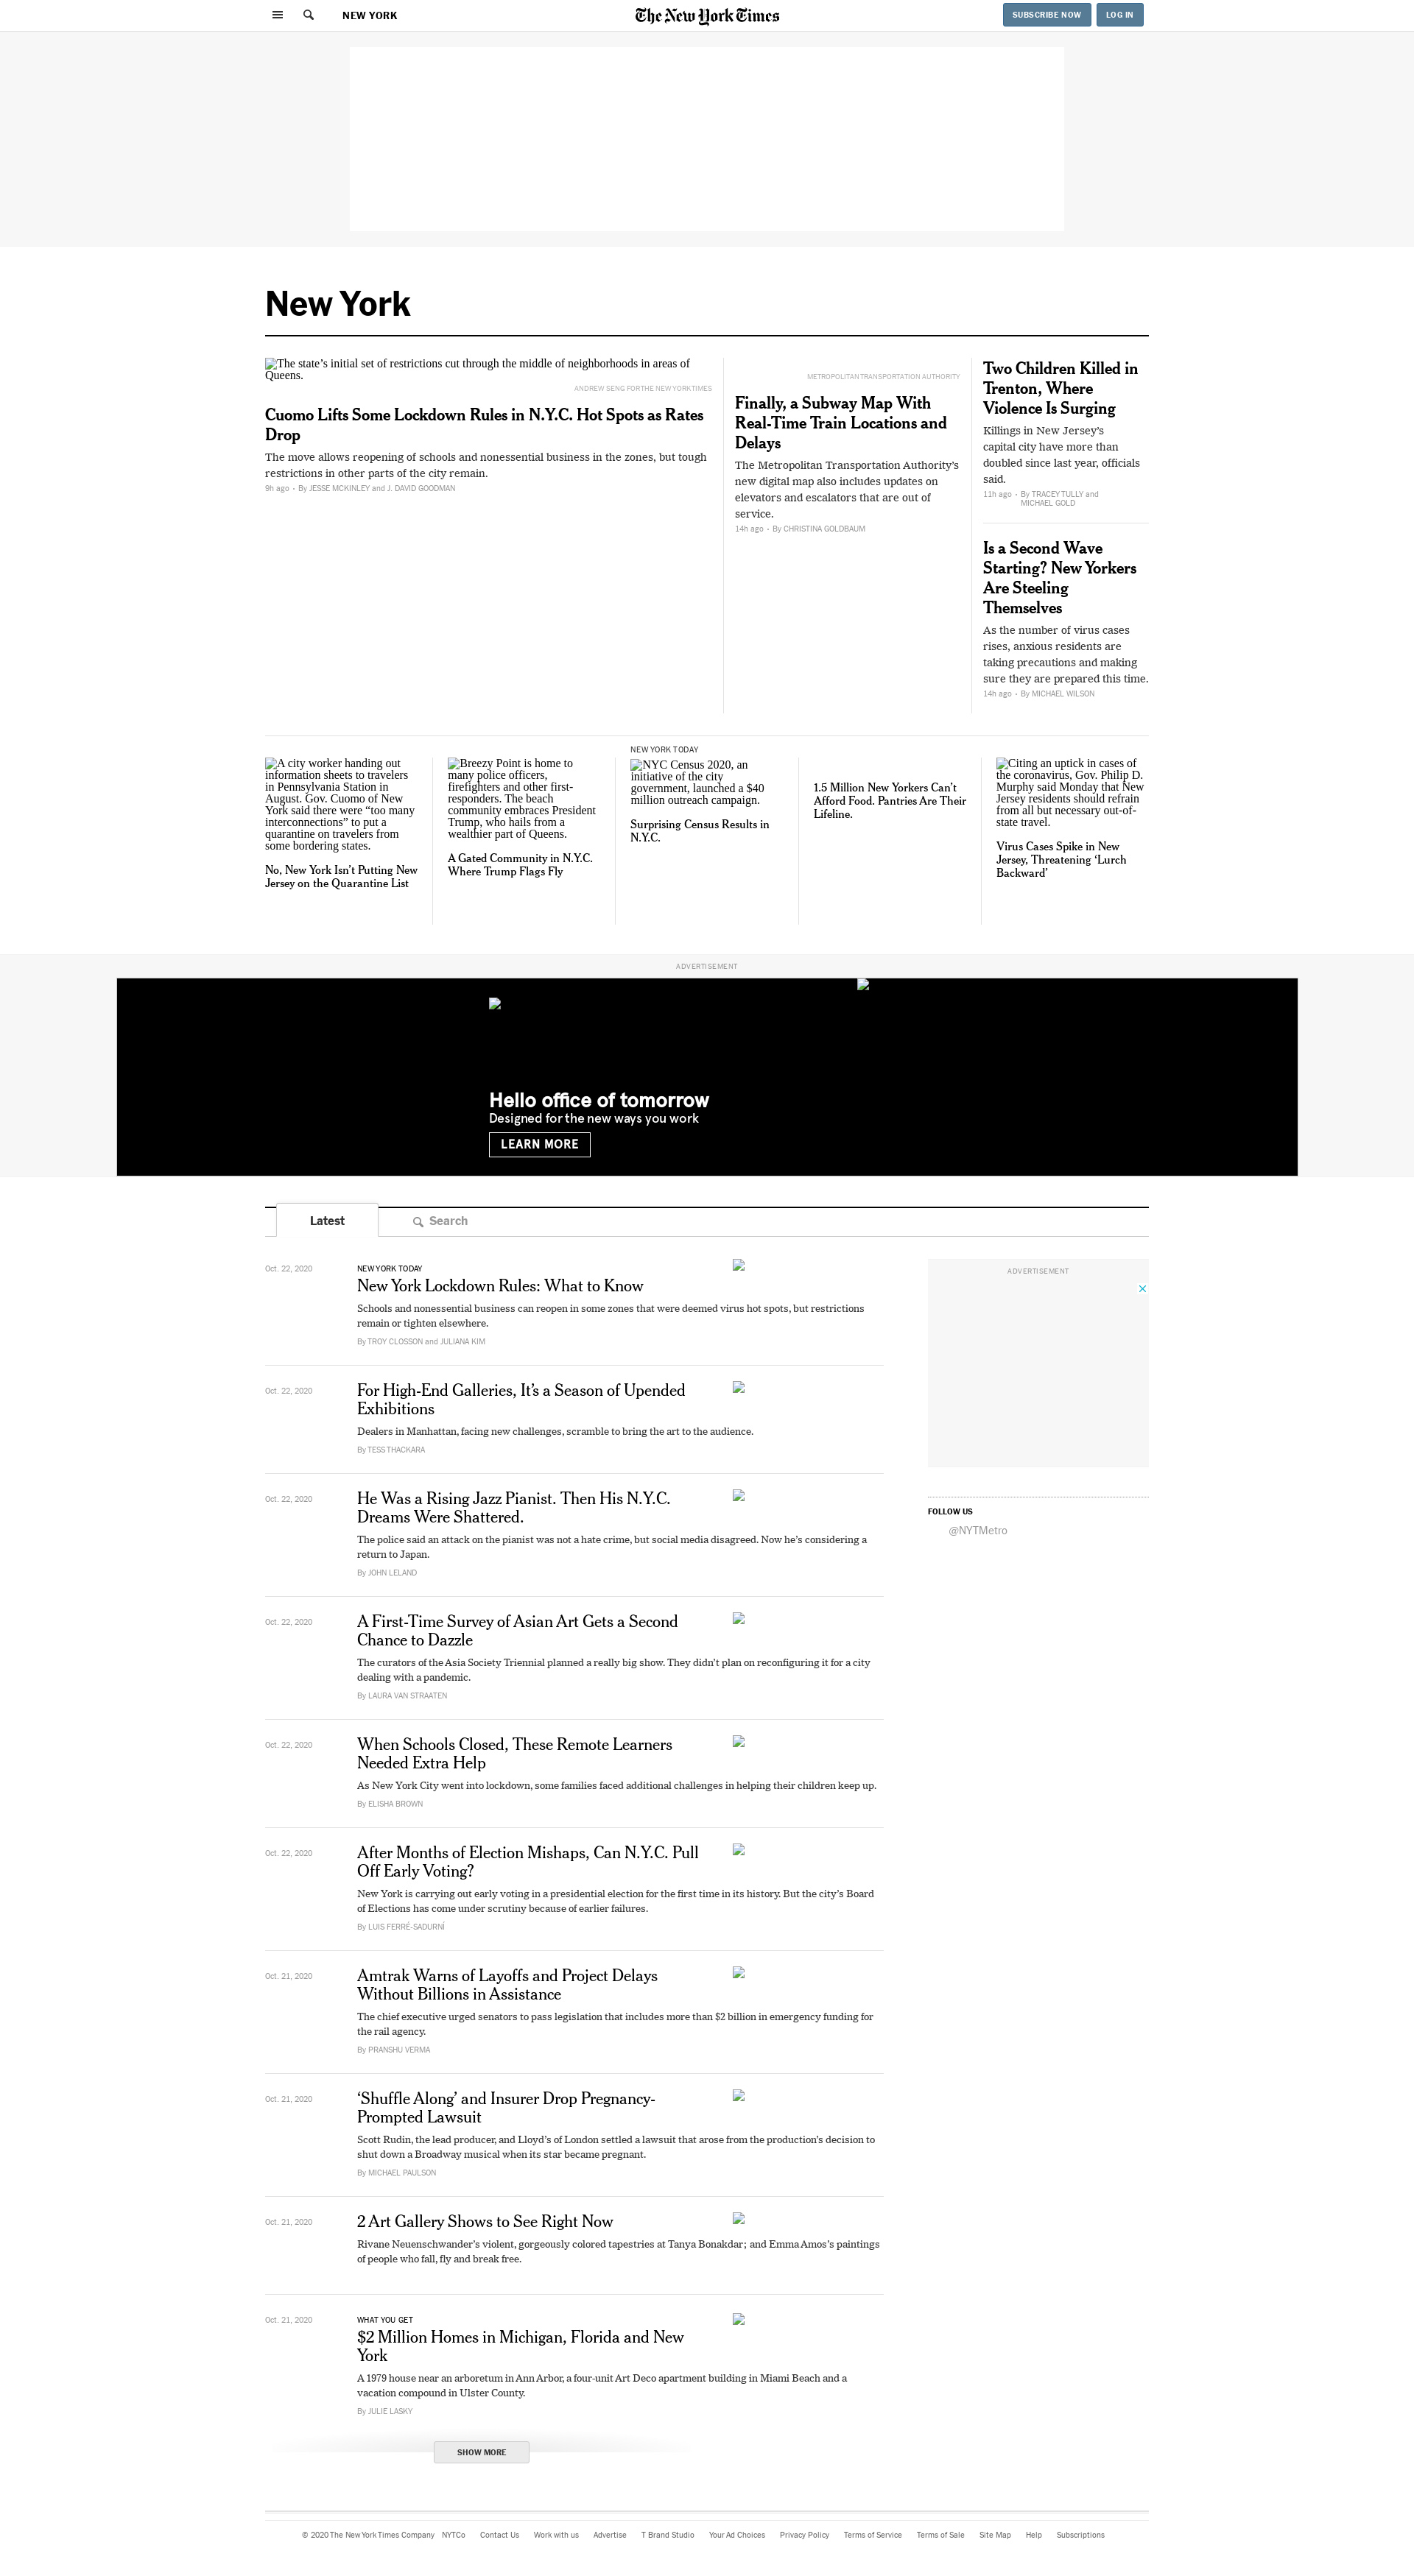 NEW YORK
The New York Times
SUBSCRIBE NOW
LOG IN
New York
The state’s initial set of restrictions cut through the middle of neighborhoods in areas of
Queens.
ANDREW SENG FOR THE NEW YORK TIMES
Cuomo Lifts Some Lockdown Rules in N.Y.C. Hot Spots as Rates
Drop
The move allows reopening of schools and nonessential business in the zones, but tough
restrictions in other parts of the city remain.
9h ago • By JESSE MCKINLEY and J. DAVID GOODMAN
METROPOLITAN TRANSPORTATION AUTHORITY
Finally, a Subway Map With
Real-Time Train Locations and
Delays
The Metropolitan Transportation Authority’s
new digital map also includes updates on
elevators and escalators that are out of
service.
14h ago • By CHRISTINA GOLDBAUM
Two Children Killed in
Trenton, Where
Violence Is Surging
Killings in New Jersey’s
capital city have more than
doubled since last year, officials
said.
11h ago • By TRACEY TULLY and
MICHAEL GOLD
Is a Second Wave
Starting? New Yorkers
Are Steeling
Themselves
As the number of virus cases
rises, anxious residents are
taking precautions and making
sure they are prepared this time.
14h ago • By MICHAEL WILSON
A city worker handing out
information sheets to travelers
in Pennsylvania Station in
August. Gov. Cuomo of New
York said there were “too many
interconnections” to put a
quarantine on travelers from
some bordering states.
No, New York Isn’t Putting New
Jersey on the Quarantine List
Breezy Point is home to
many police officers,
firefighters and other first-
responders. The beach
community embraces President
Trump, who hails from a
wealthier part of Queens.
A Gated Community in N.Y.C.
Where Trump Flags Fly
NEW YORK TODAY
NYC Census 2020, an
initiative of the city
government, launched a $40
million outreach campaign.
Surprising Census Results in
N.Y.C.
1.5 Million New Yorkers Can’t
Afford Food. Pantries Are Their
Lifeline.
Citing an uptick in cases of
the coronavirus, Gov. Philip D.
Murphy said Monday that New
Jersey residents should refrain
from all but necessary out-of-
state travel.
Virus Cases Spike in New
Jersey, Threatening ‘Lurch
Backward’
ADVERTISEMENT
Hello office of tomorrow
Designed for the new ways you work
LEARN MORE
Latest
Search
Oct. 22, 2020
NEW YORK TODAY
New York Lockdown Rules: What to Know
Schools and nonessential business can reopen in some zones that were deemed virus hot spots, but restrictions
remain or tighten elsewhere.
By TROY CLOSSON and JULIANA KIM
ADVERTISEMENT
Oct. 22, 2020
For High-End Galleries, It’s a Season of Upended
Exhibitions
Dealers in Manhattan, facing new challenges, scramble to bring the art to the audience.
By TESS THACKARA
Oct. 22, 2020
He Was a Rising Jazz Pianist. Then His N.Y.C.
Dreams Were Shattered.
The police said an attack on the pianist was not a hate crime, but social media disagreed. Now he’s considering a
return to Japan.
By JOHN LELAND
FOLLOW US
@NYTMetro
Oct. 22, 2020
A First-Time Survey of Asian Art Gets a Second
Chance to Dazzle
The curators of the Asia Society Triennial planned a really big show. They didn’t plan on reconfiguring it for a city
dealing with a pandemic.
By LAURA VAN STRAATEN
Oct. 22, 2020
When Schools Closed, These Remote Learners
Needed Extra Help
As New York City went into lockdown, some families faced additional challenges in helping their children keep up.
By ELISHA BROWN
Oct. 22, 2020
After Months of Election Mishaps, Can N.Y.C. Pull
Off Early Voting?
New York is carrying out early voting in a presidential election for the first time in its history. But the city’s Board
of Elections has come under scrutiny because of earlier failures.
By LUIS FERRÉ-SADURNÍ
Oct. 21, 2020
Amtrak Warns of Layoffs and Project Delays
Without Billions in Assistance
The chief executive urged senators to pass legislation that includes more than $2 billion in emergency funding for
the rail agency.
By PRANSHU VERMA
Oct. 21, 2020
‘Shuffle Along’ and Insurer Drop Pregnancy-
Prompted Lawsuit
Scott Rudin, the lead producer, and Lloyd’s of London settled a lawsuit that arose from the production’s decision to
shut down a Broadway musical when its star became pregnant.
By MICHAEL PAULSON
Oct. 21, 2020
2 Art Gallery Shows to See Right Now
Rivane Neuenschwander’s violent, gorgeously colored tapestries at Tanya Bonakdar; and Emma Amos’s paintings
of people who fall, fly and break free.
Oct. 21, 2020
WHAT YOU GET
$2 Million Homes in Michigan, Florida and New
York
A 1979 house near an arboretum in Ann Arbor, a four-unit Art Deco apartment building in Miami Beach and a
vacation compound in Ulster County.
By JULIE LASKY
SHOW MORE
© 2020 The New York Times Company NYTCo Contact Us Work with us Advertise T Brand Studio Your Ad Choices Privacy Policy Terms of Service Terms of Sale Site Map Help Subscriptions